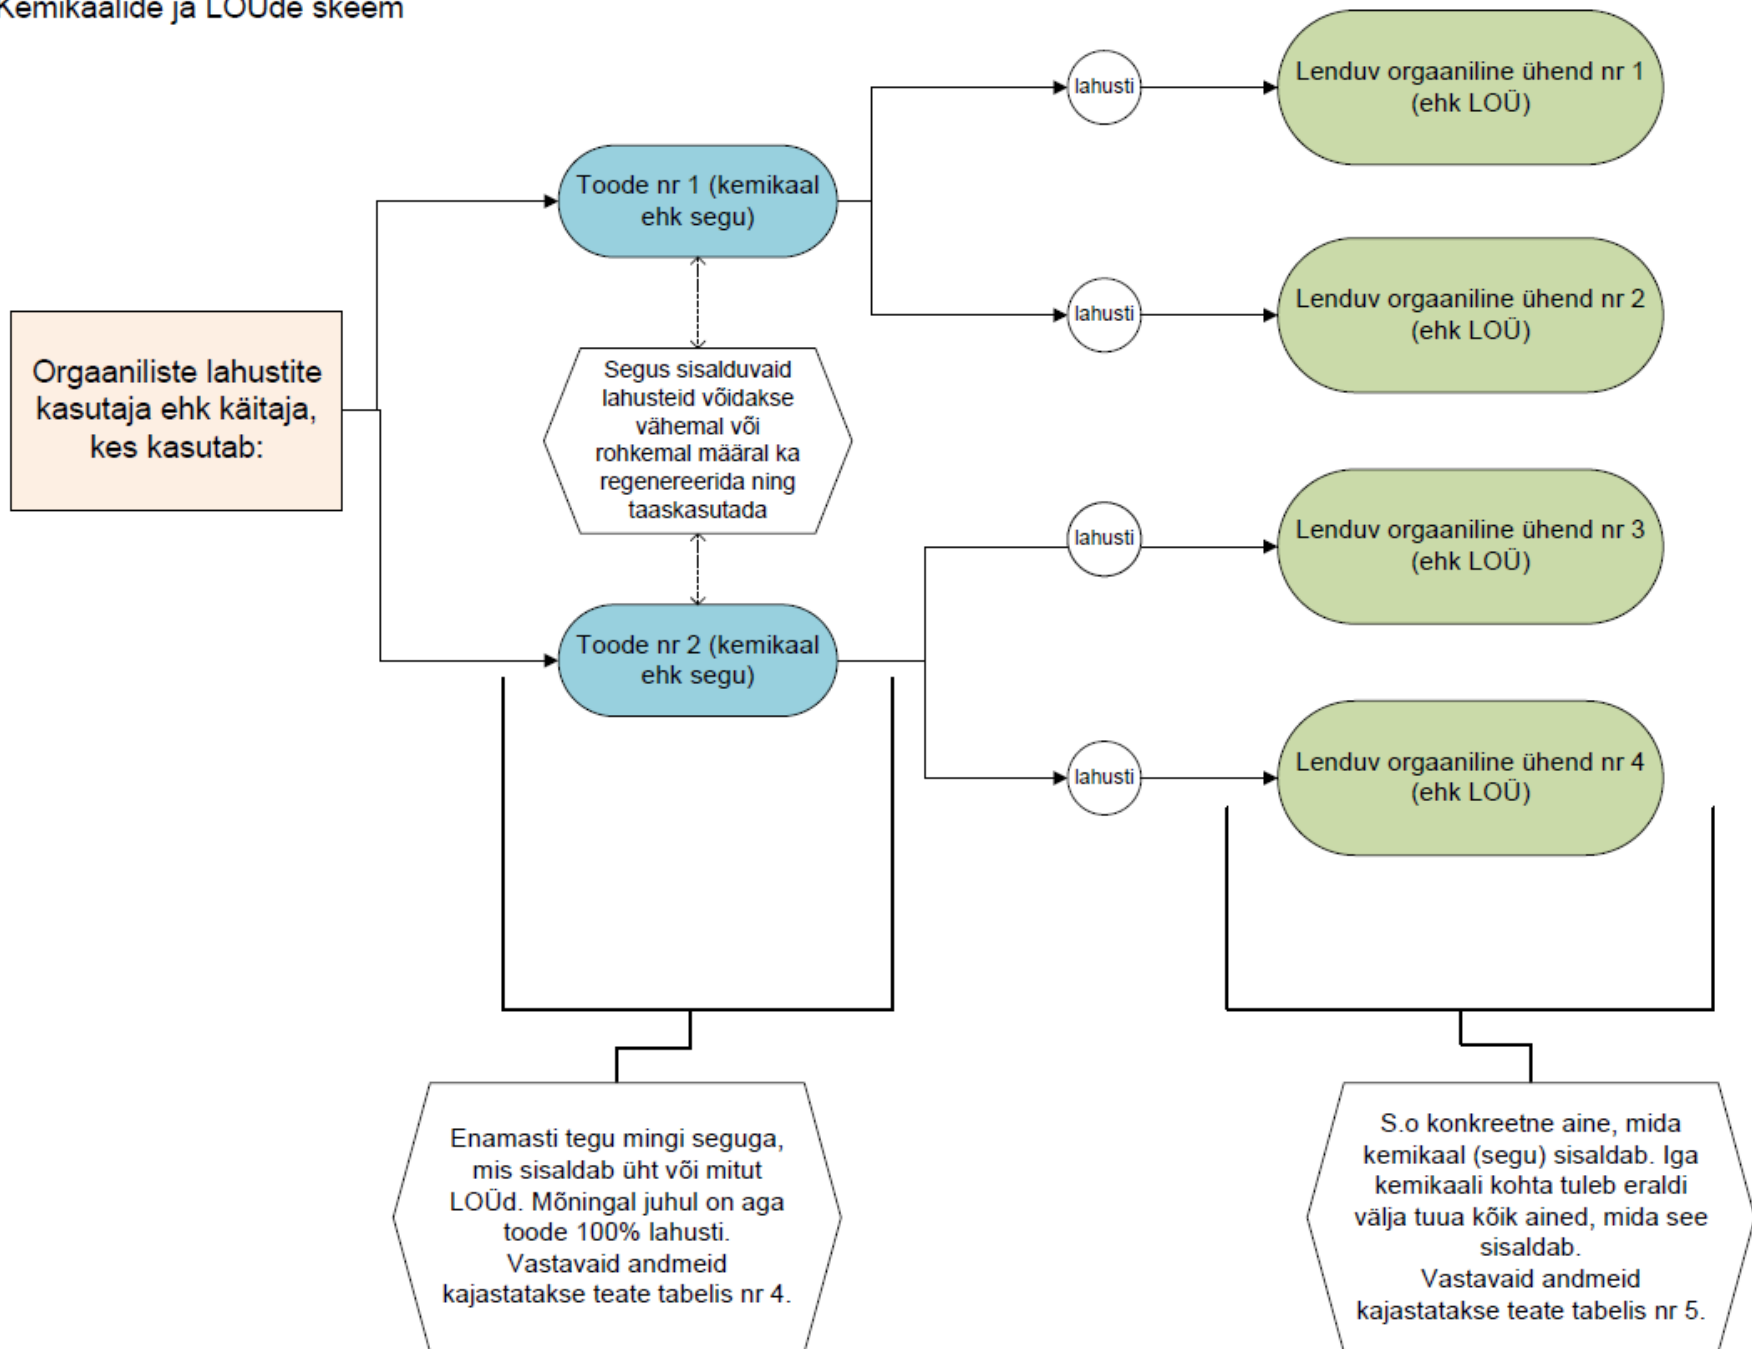 Kemikaalide ja LOÜde skeem
lahusti
Lenduv orgaaniline ühend nr 1
(ehk LOÜ)
Toode nr 1 (kemikaal
ehk segu)
lahusti
Lenduv orgaaniline ühend nr 2
(ehk LOÜ)
Orgaaniliste lahustite
kasutaja ehk käitaja,
kes kasutab:
Segus sisalduvaid
lahusteid võidakse
vähemal või
rohkemal määral ka
regenereerida ning
taaskasutada
lahusti
Lenduv orgaaniline ühend nr 3
(ehk LOÜ)
Toode nr 2 (kemikaal
ehk segu)
lahusti
Lenduv orgaaniline ühend nr 4
(ehk LOÜ)
Enamasti tegu mingi seguga,
mis sisaldab üht või mitut
LOÜd. Mõningal juhul on aga
toode 100% lahusti.
Vastavaid andmeid
kajastatakse teate tabelis nr 4.
S.o konkreetne aine, mida
kemikaal (segu) sisaldab. Iga
kemikaali kohta tuleb eraldi
välja tuua kõik ained, mida see
sisaldab.
Vastavaid andmeid
kajastatakse teate tabelis nr 5.